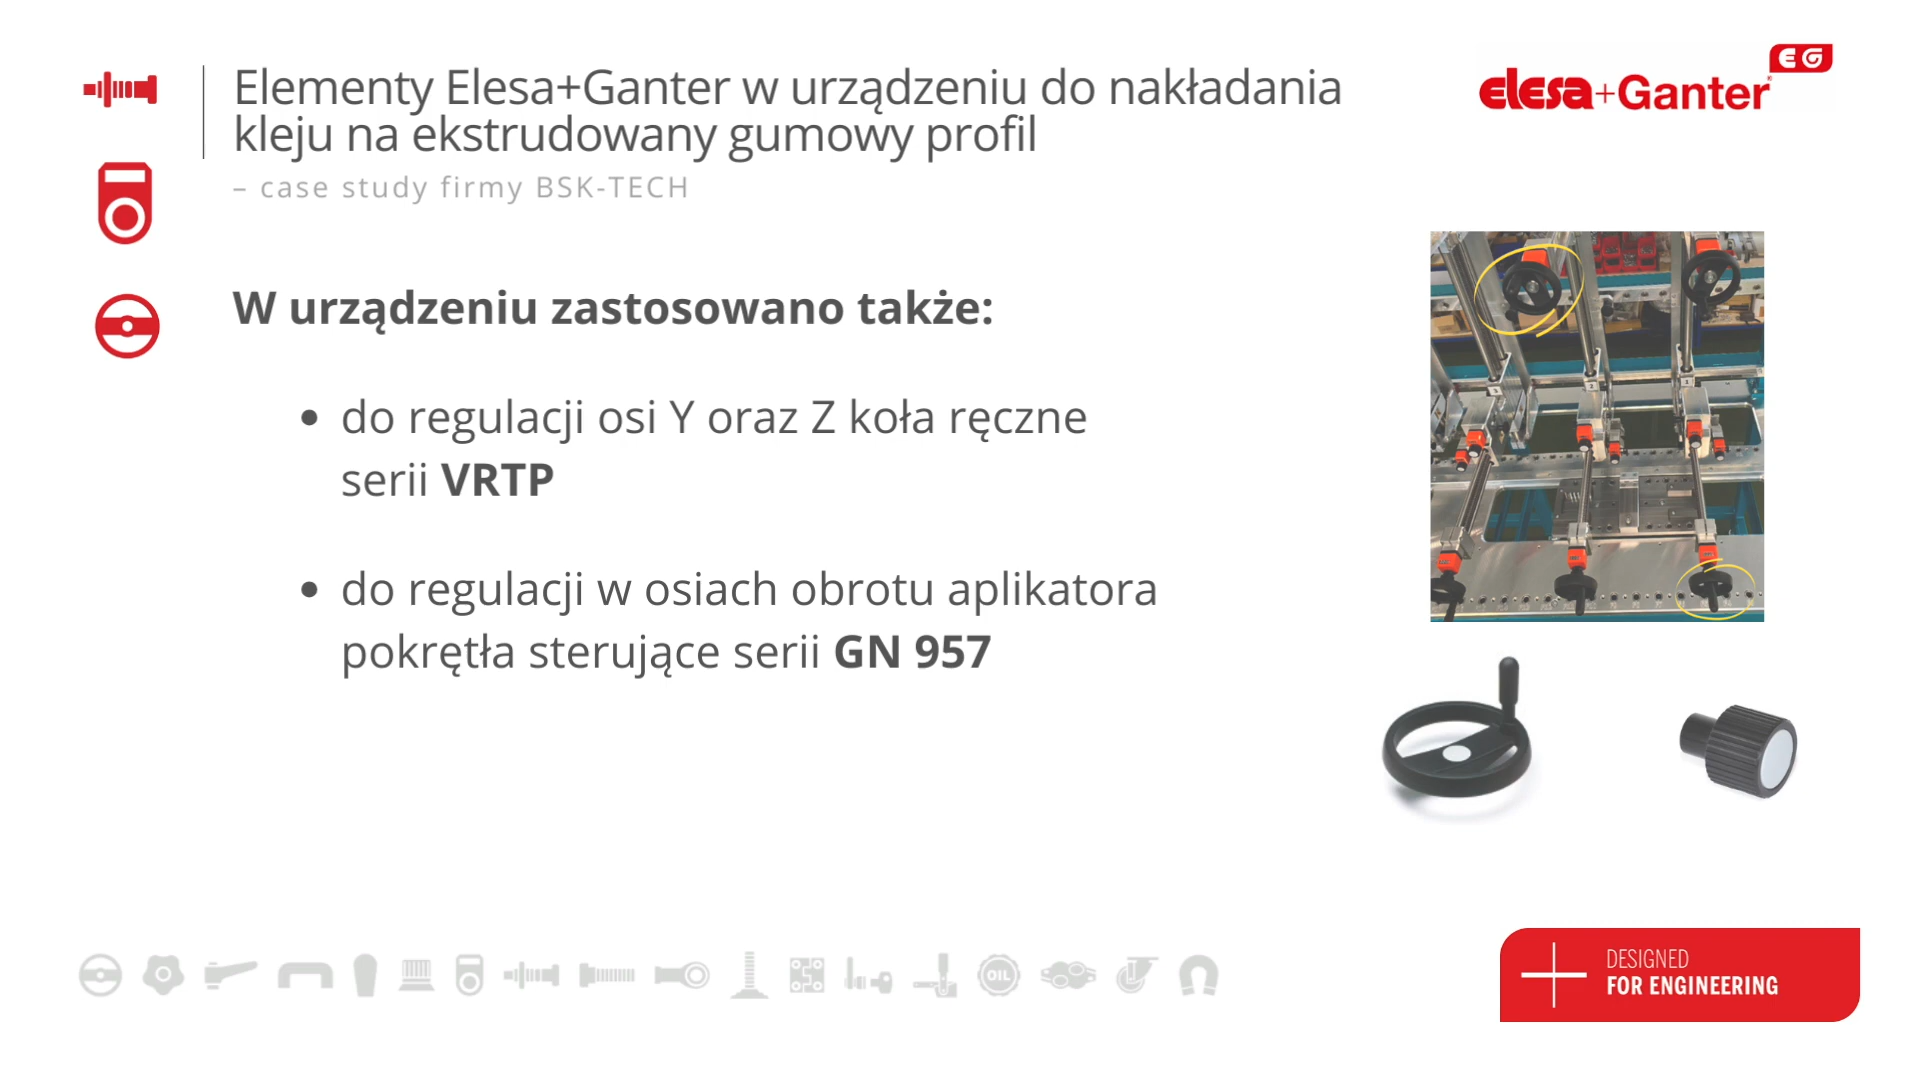 Elementy Elesa+Ganter w urządzeniu do nakładania
kleju na ekstrudowany gumowy profil
– case study firmy BSK-TECH
elesa+Ganter
EG
W urządzeniu zastosowano także:
• do regulacji osi Y oraz Z koła ręczne
serii VRTP
• do regulacji w osiach obrotu aplikatora
pokrętła sterujące serii GN 957
OIL
DESIGNED
FOR ENGINEERING